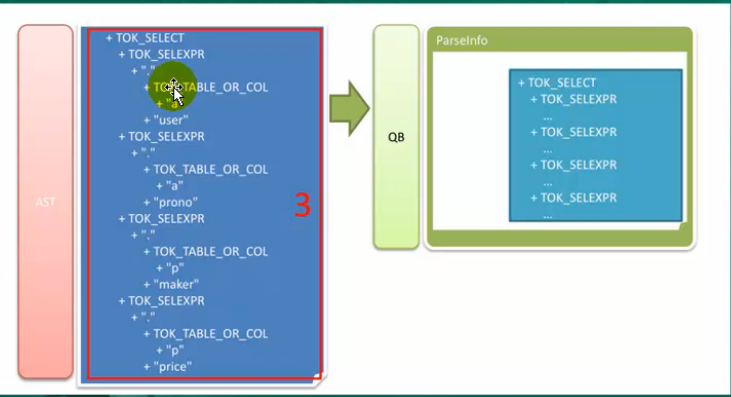 AST
+ TOK_SELECT
+ TOK_SELEXPR
+ "."
+ TOK_TABLE_OR_COL
+ "a"
+ "user"
+ TOK_SELEXPR
+ "."
+ TOK_TABLE_OR_COL
+ "a"
+ "prono"
+ TOK_SELEXPR
+ "."
+ TOK_TABLE_OR_COL
+ "p"
+ "maker"
+ TOK_SELEXPR
+ "."
+ TOK_TABLE_OR_COL
+ "p"
+ "price"
3
QB
ParseInfo
+ TOK_SELECT
+ TOK_SELEXPR
...
+ TOK_SELEXPR
...
+ TOK_SELEXPR
...
+ TOK_SELEXPR
...